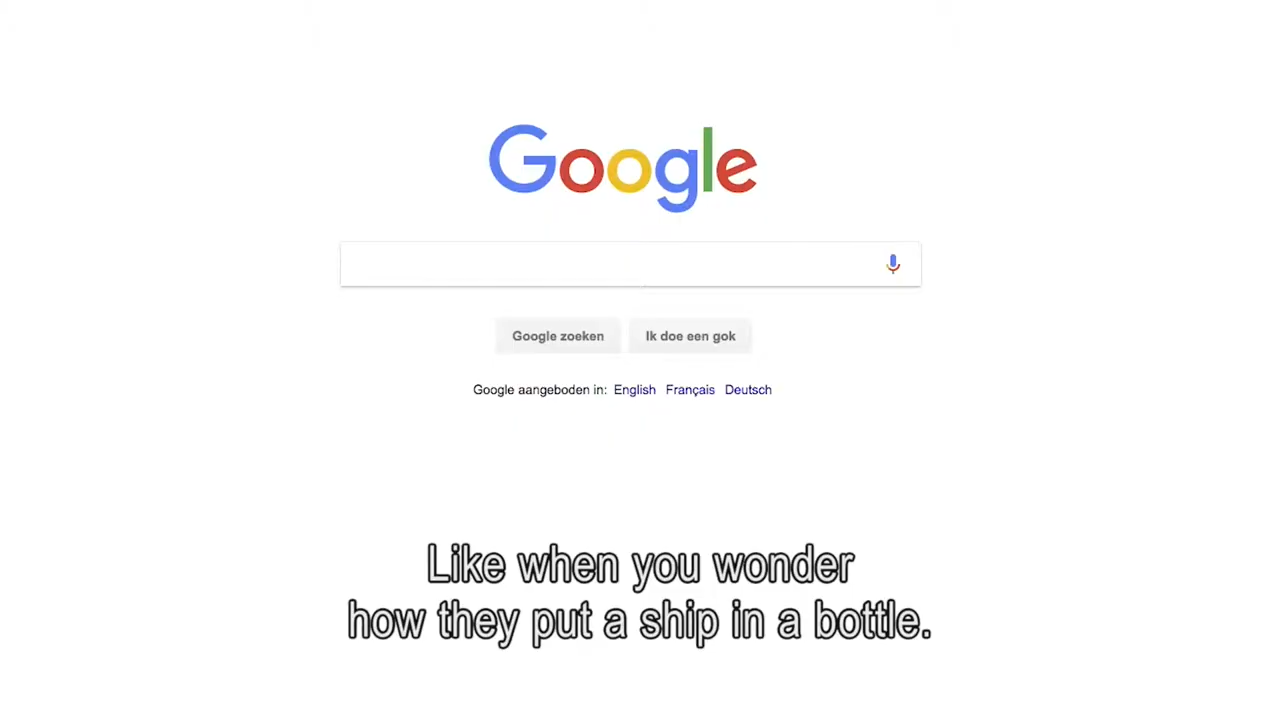 Google
Google zoeken Ik doe een gok
Google aangeboden in: English Français Deutsch
Like when you wonder
how they put a ship in a bottle.